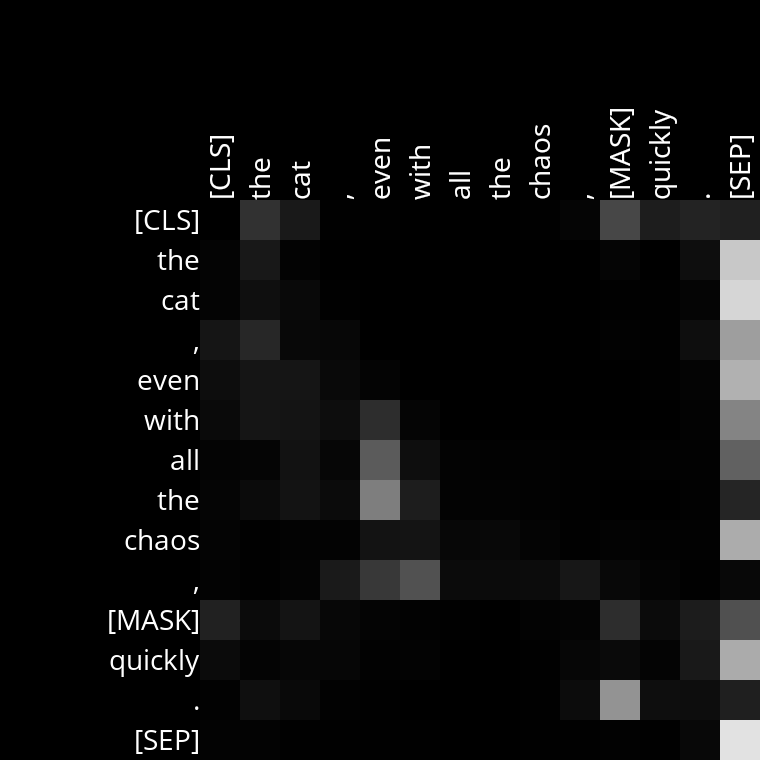 [CLS] the cat , even with all the chaos , [MASK] quickly . [SEP]
[CLS]
the
cat
,
even
with
all
the
chaos
,
[MASK]
quickly
.
[SEP]